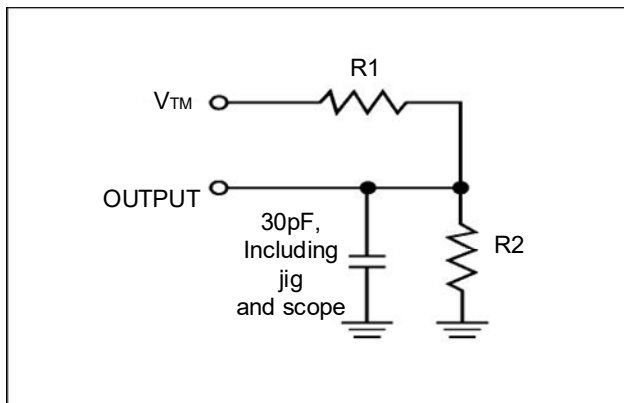 R1
VTM
OUTPUT
30pF,
Including
jig
and scope
R2